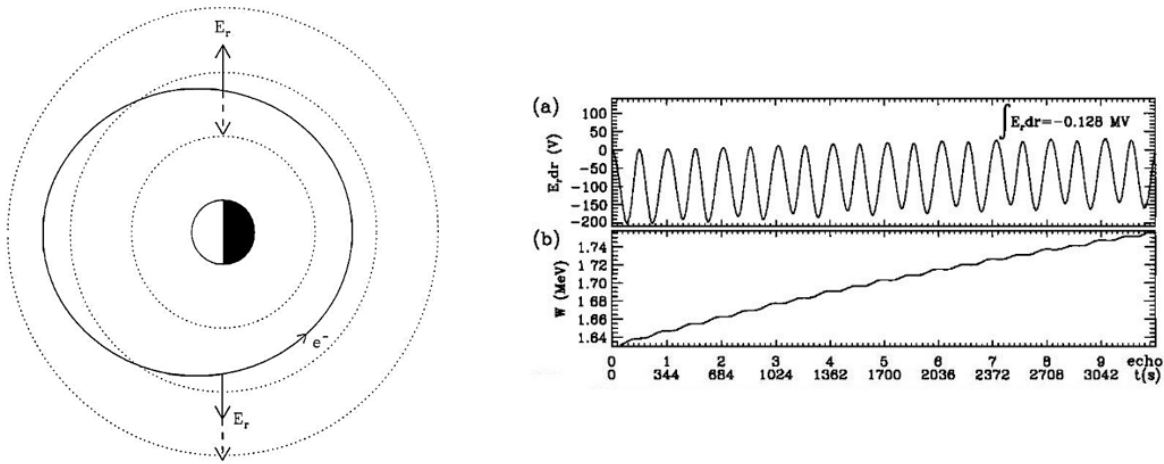 E_r
e⁻
E_r
(a)
100
50
0
−50
−100
−150
−200
E_r dr (V)
∫ E_r dr=−0.128 MV
(b)
1.74
1.72
1.70
1.68
1.66
1.64
W (MeV)
0 1 2 3 4 5 6 7 8 9 echo
0 344 684 1024 1362 1700 2036 2372 2708 3042 t(s)